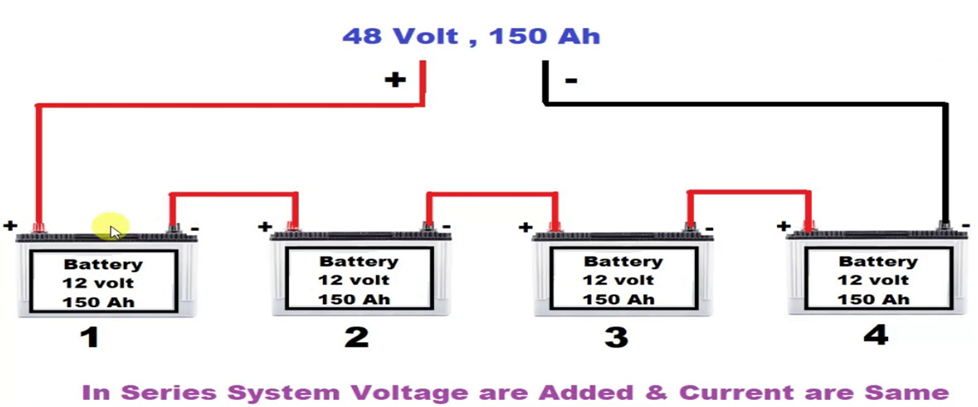 48 Volt , 150 Ah
+ -
+ - + - + - + -
Battery Battery Battery Battery
12 volt 12 volt 12 volt 12 volt
150 Ah 150 Ah 150 Ah 150 Ah
1 2 3 4
In Series System Voltage are Added & Current are Same